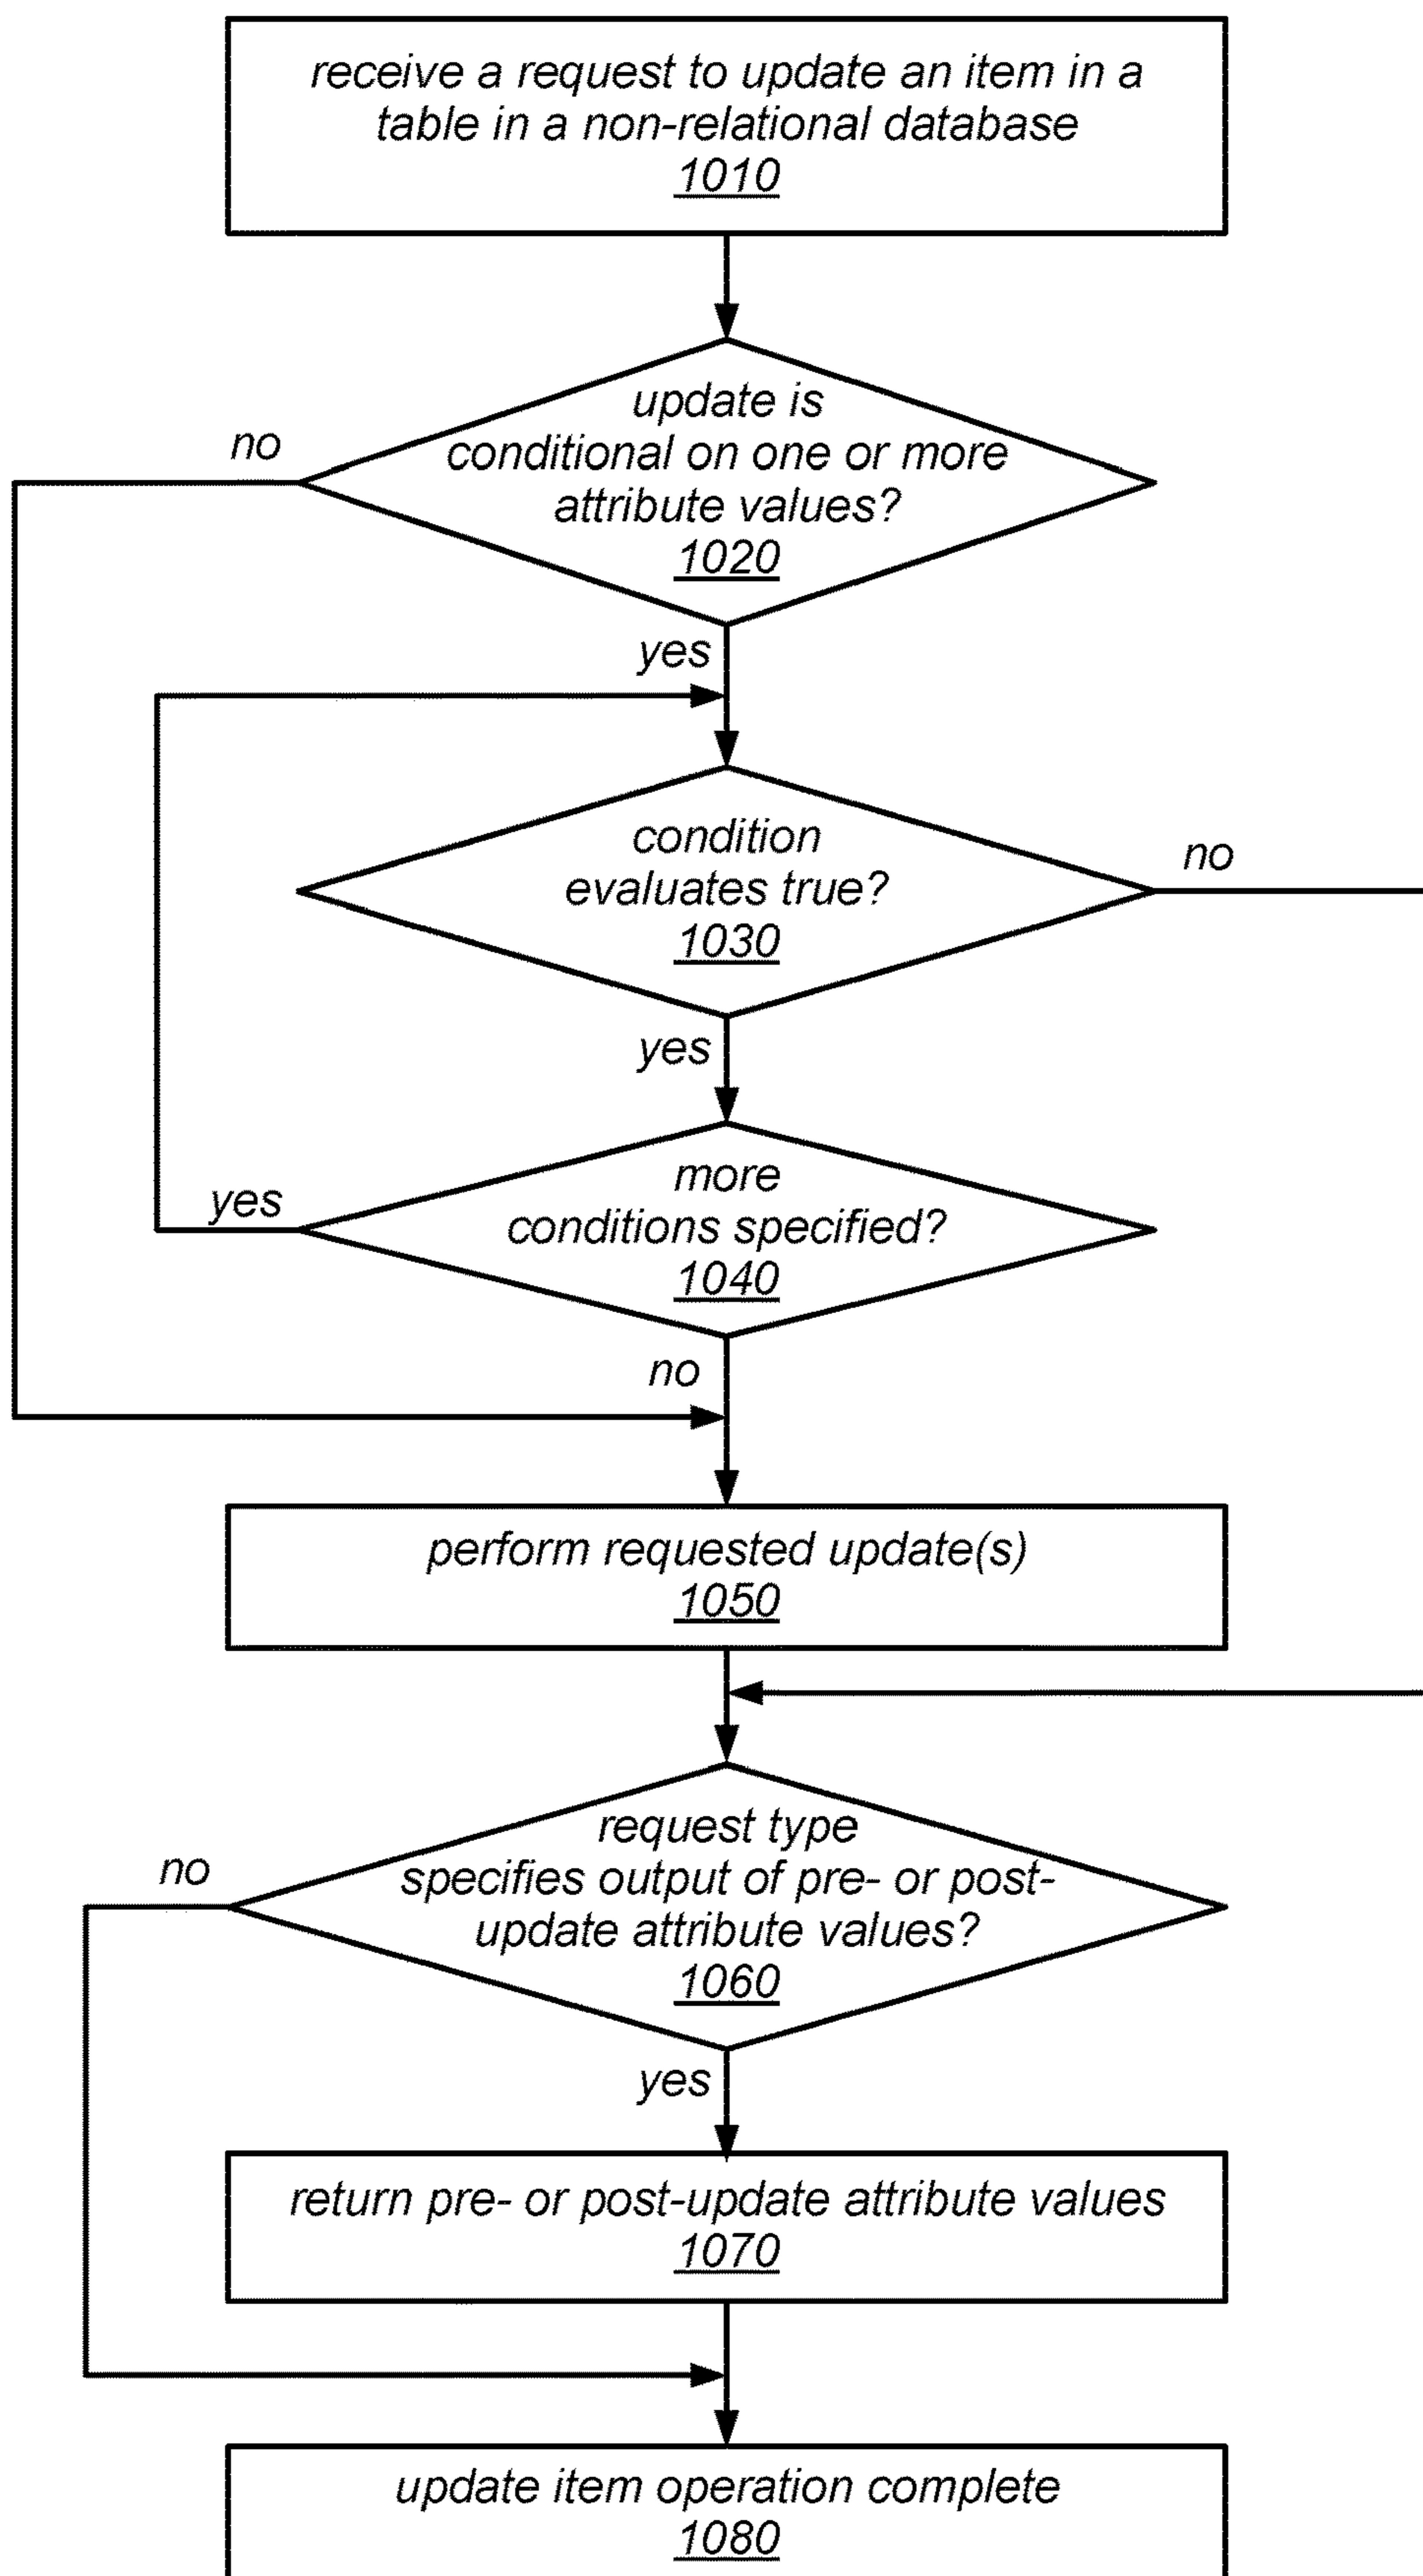 receive a request to update an item in a
table in a non-relational database
1010
update is
conditional on one or more
attribute values?
1020
no
yes
condition
evaluates true?
1030
no
yes
more
conditions specified?
1040
yes
no
perform requested update(s)
1050
request type
specifies output of pre- or post-
update attribute values?
1060
no
yes
return pre- or post-update attribute values
1070
update item operation complete
1080